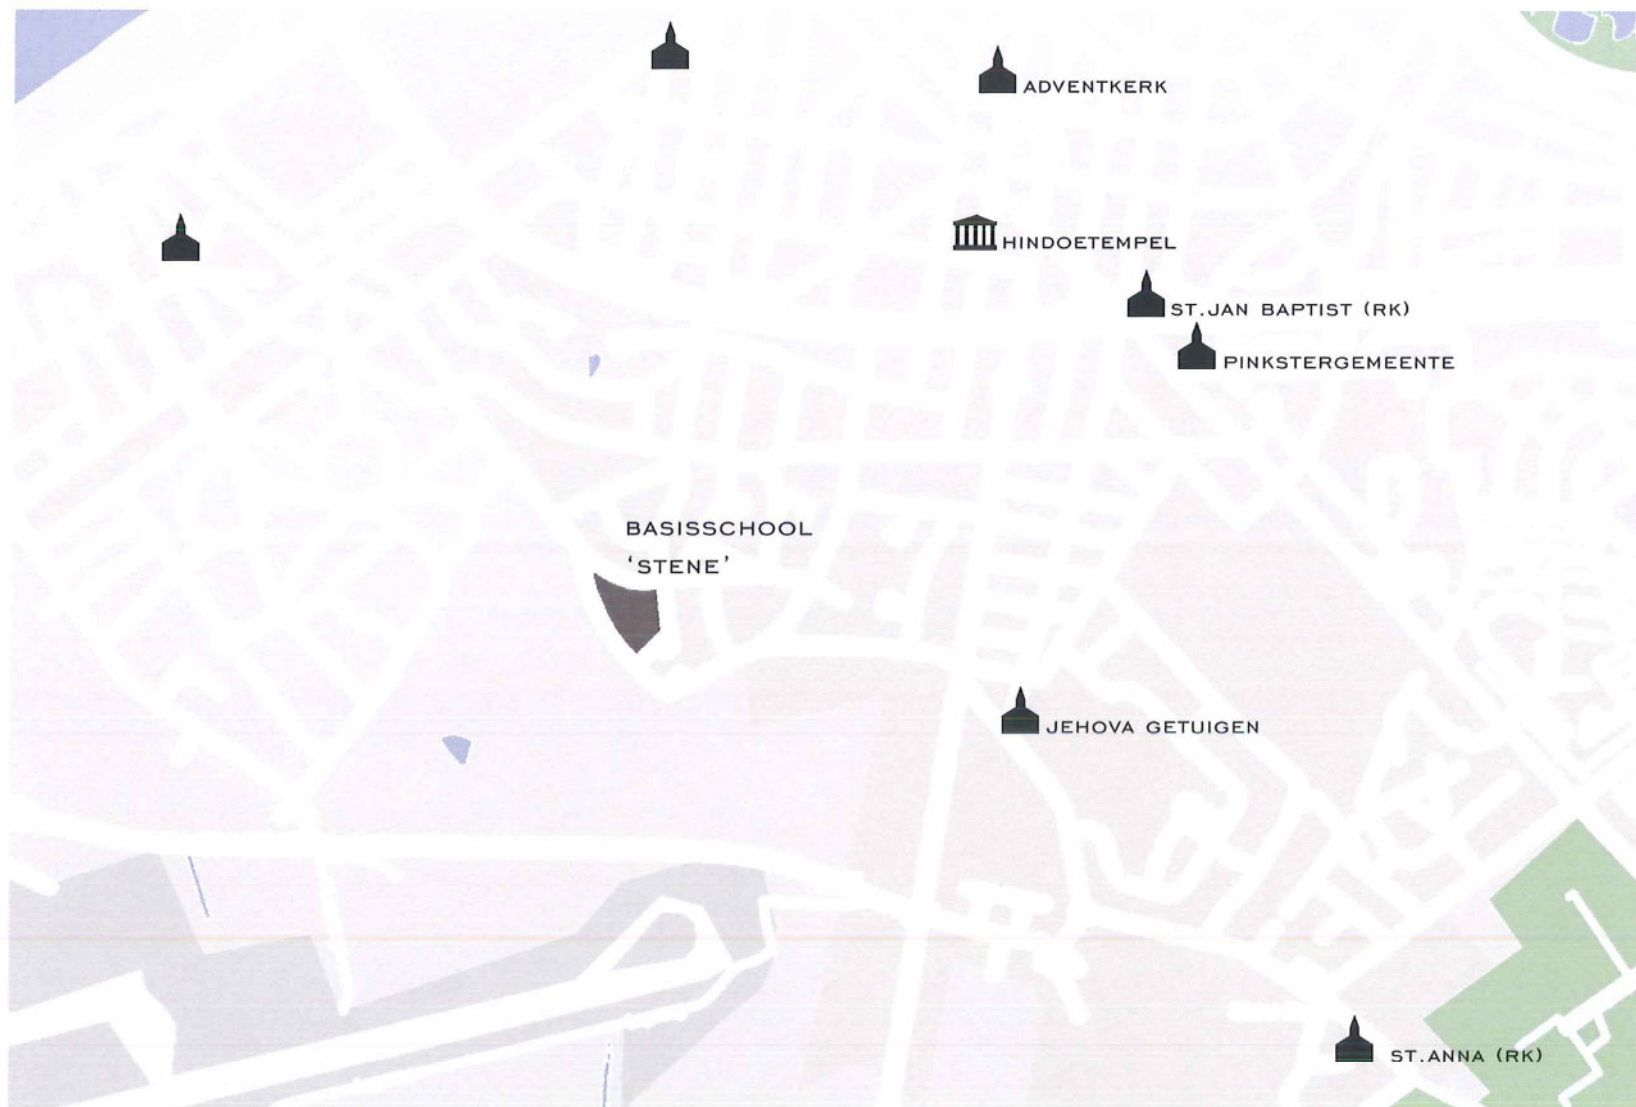 ADVENTKERK
HINDOETEMPEL
ST.JAN BAPTIST (RK)
PINKSTERGEMEENTE
BASISSCHOOL
‘STENE’
JEHOVA GETUIGEN
ST.ANNA (RK)